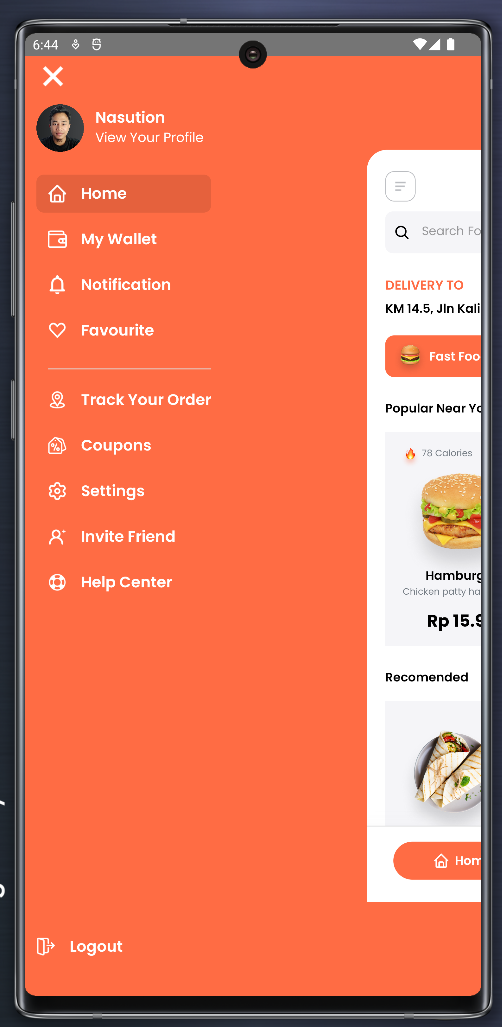 6:44
Nasution
View Your Profile
Home
My Wallet
Notification
Favourite
Track Your Order
Coupons
Settings
Invite Friend
Help Center
Logout
Search Fo
DELIVERY TO
KM 14.5, Jln Kali
Fast Foo
Popular Near Yo
78 Calories
Hamburg
Chicken patty ha
Rp 15.9
Recomended
Hom